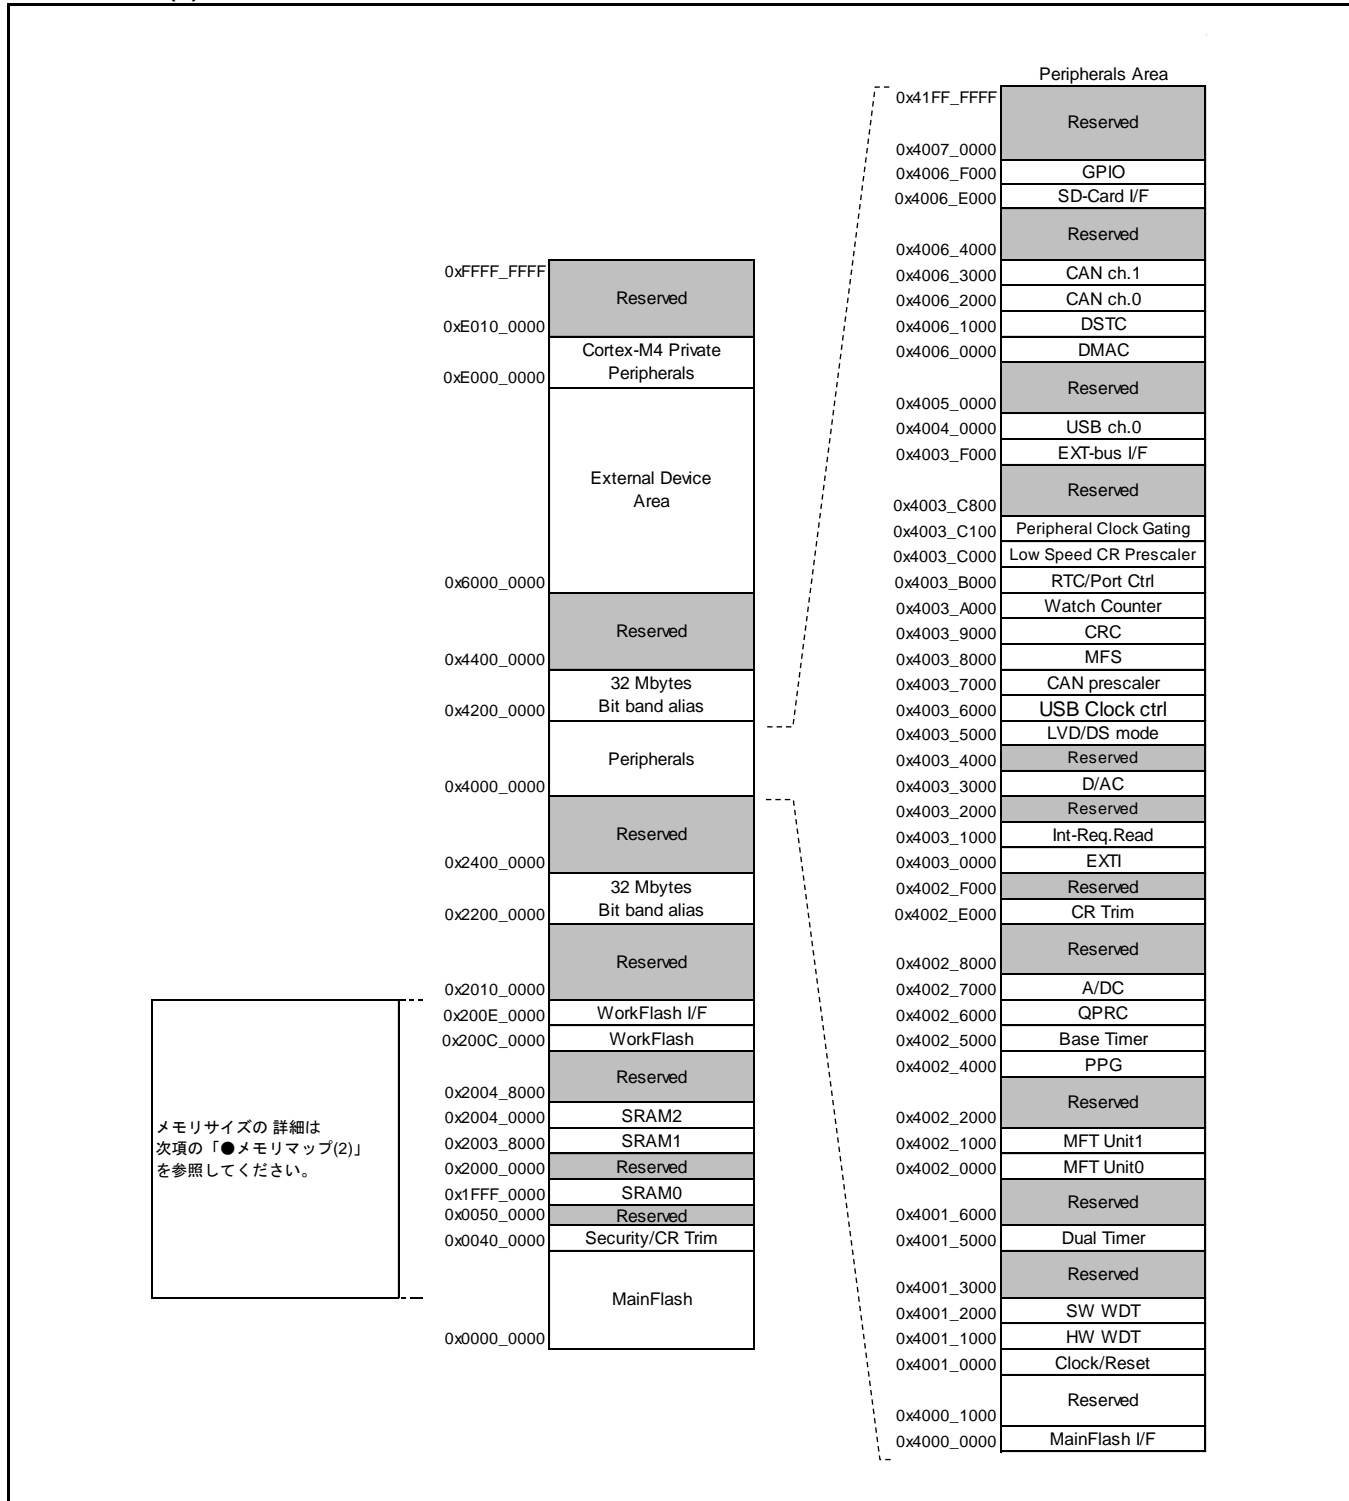 Peripherals Area
0x41FF_FFFF
Reserved
0x4007_0000
0x4006_F000 GPIO
0x4006_E000 SD-Card I/F
Reserved
0x4006_4000
0x4006_3000 CAN ch.1
0x4006_2000 CAN ch.0
0x4006_1000 DSTC
0x4006_0000 DMAC
Reserved
0x4005_0000
0x4004_0000 USB ch.0
0x4003_F000 EXT-bus I/F
Reserved
0x4003_C800
0x4003_C100 Peripheral Clock Gating
0x4003_C000 Low Speed CR Prescaler
0x4003_B000 RTC/Port Ctrl
0x4003_A000 Watch Counter
0x4003_9000 CRC
0x4003_8000 MFS
0x4003_7000 CAN prescaler
0x4003_6000 USB Clock ctrl
0x4003_5000 LVD/DS mode
0x4003_4000 Reserved
0x4003_3000 D/AC
0x4003_2000 Reserved
0x4003_1000 Int-Req.Read
0x4003_0000 EXTI
0x4002_F000 Reserved
0x4002_E000 CR Trim
Reserved
0x4002_8000
0x4002_7000 A/DC
0x4002_6000 QPRC
0x4002_5000 Base Timer
0x4002_4000 PPG
Reserved
0x4002_2000
0x4002_1000 MFT Unit1
0x4002_0000 MFT Unit0
Reserved
0x4001_6000
0x4001_5000 Dual Timer
Reserved
0x4001_3000
0x4001_2000 SW WDT
0x4001_1000 HW WDT
0x4001_0000 Clock/Reset
Reserved
0x4000_1000
0x4000_0000 MainFlash I/F
0xFFFF_FFFF
Reserved
0xE010_0000
Cortex-M4 Private
Peripherals
0xE000_0000
External Device
Area
0x6000_0000
Reserved
0x4400_0000
32 Mbytes
Bit band alias
0x4200_0000
Peripherals
0x4000_0000
Reserved
0x2400_0000
32 Mbytes
Bit band alias
0x2200_0000
Reserved
0x2010_0000
0x200E_0000 WorkFlash I/F
0x200C_0000 WorkFlash
Reserved
0x2004_8000
0x2004_0000 SRAM2
0x2003_8000 SRAM1
0x2000_0000 Reserved
0x1FFF_0000 SRAM0
0x0050_0000 Reserved
0x0040_0000 Security/CR Trim
MainFlash
0x0000_0000
メモリサイズの 詳細は
次項の「●メモリマップ(2)」
を参照してください。